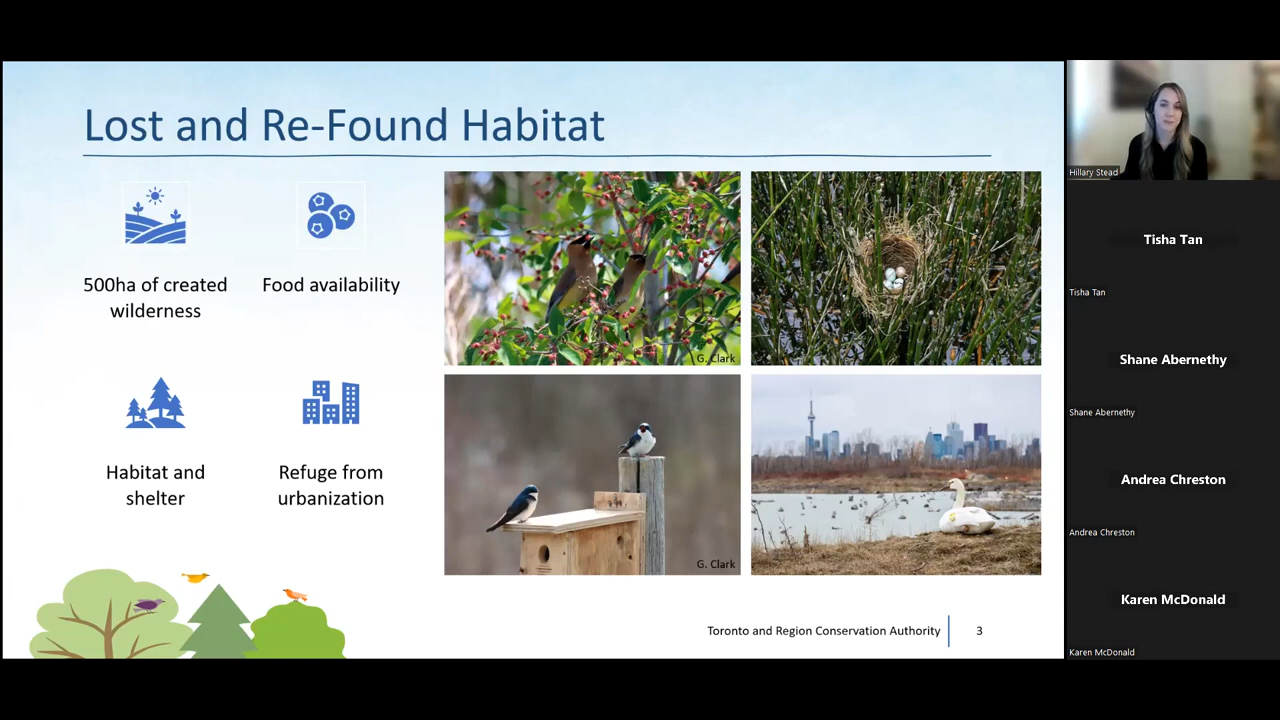 Lost and Re-Found Habitat
500ha of created
wilderness
Food availability
Habitat and
shelter
Refuge from
urbanization
G. Clark
G. Clark
Toronto and Region Conservation Authority
3
Hillary Stead
Tisha Tan
Tisha Tan
Shane Abernethy
Shane Abernethy
Andrea Chreston
Andrea Chreston
Karen McDonald
Karen McDonald